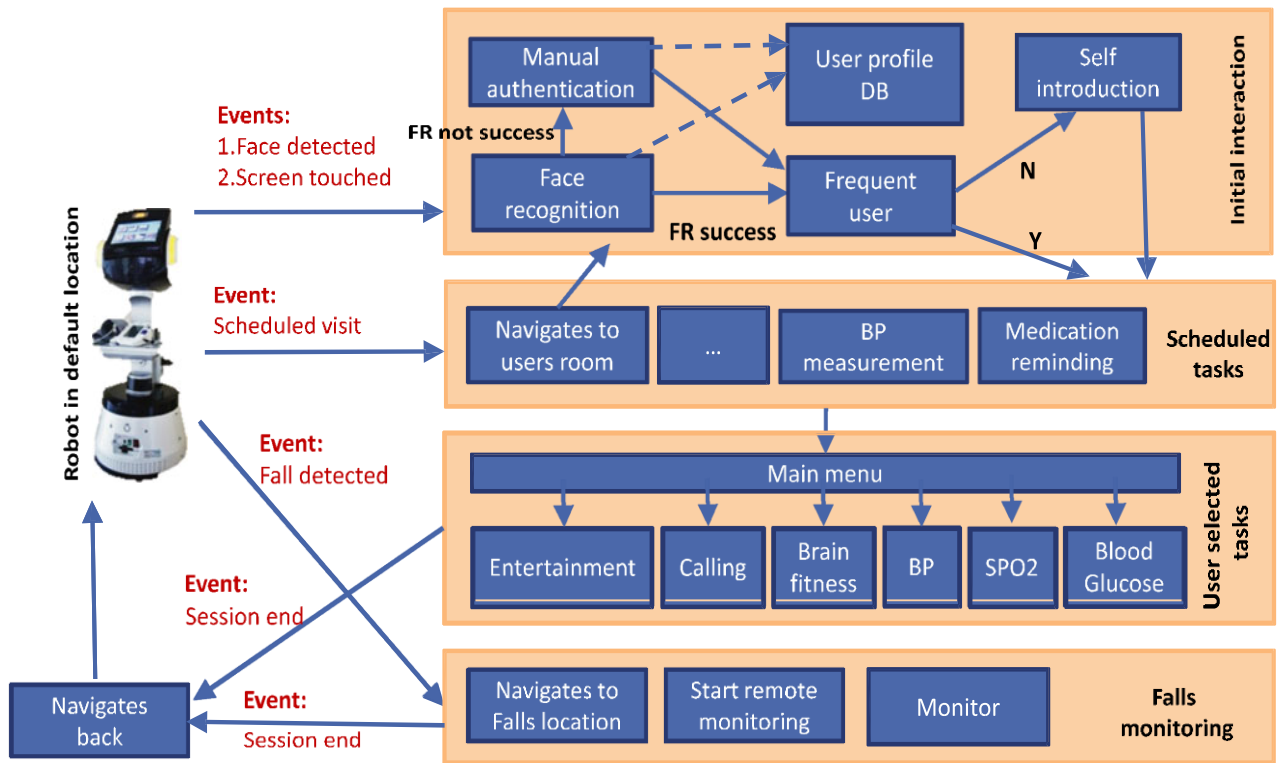 Robot in default location
Events:
1.Face detected
2.Screen touched
Event:
Scheduled visit
Event:
Fall detected
Event:
Session end
Event:
Session end
Navigates
back
Manual
authentication
User profile
DB
Self
introduction
FR not success
Face
recognition
FR success
Frequent
user
N
Y
Initial interaction
Navigates to
users room
...
BP
measurement
Medication
reminding
Scheduled
tasks
Main menu
Entertainment
Calling
Brain
fitness
BP
SPO2
Blood
Glucose
User selected
tasks
Navigates to
Falls location
Start remote
monitoring
Monitor
Falls
monitoring